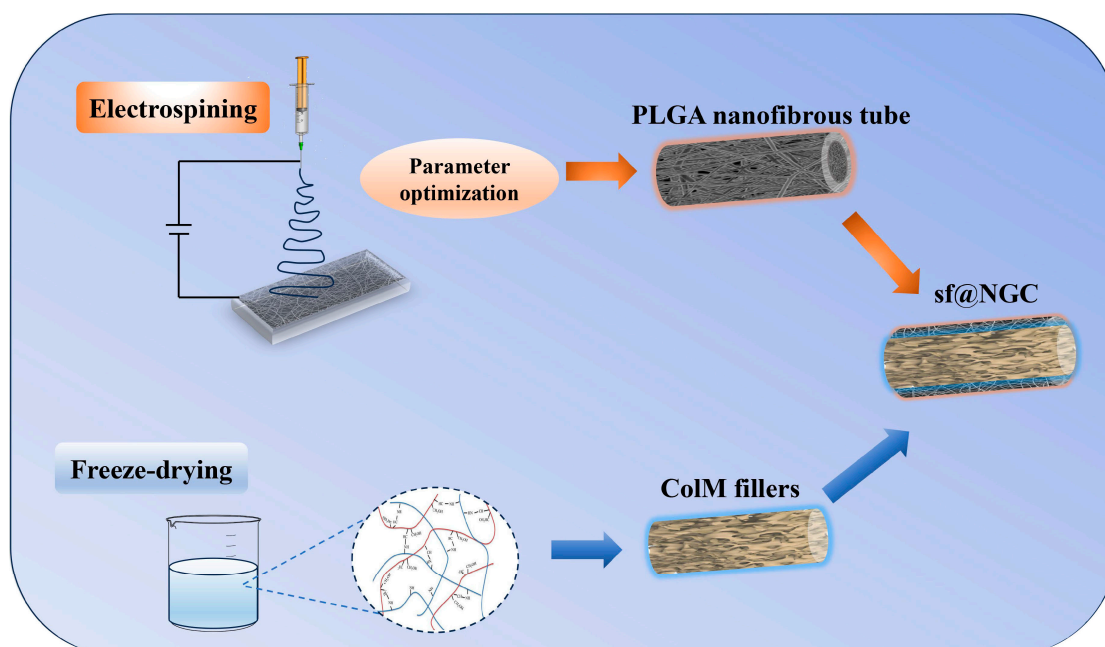 Electrospining
PLGA nanofibrous tube
Parameter
optimization
sf@NGC
Freeze-drying
ColM fillers